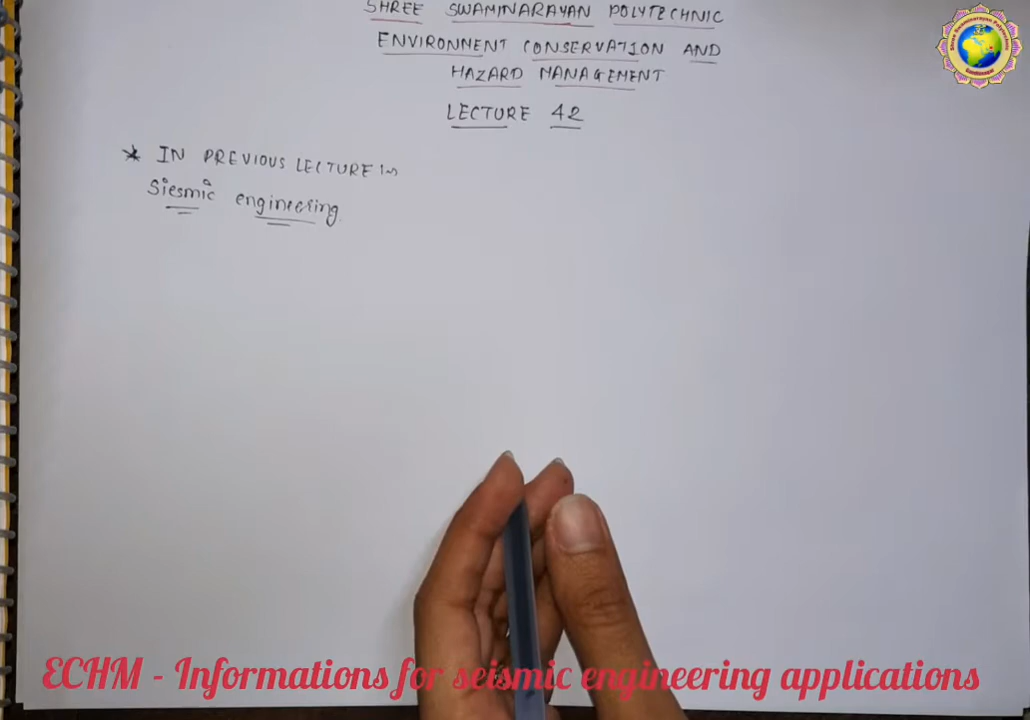 SHREE SWAMINARAYAN POLYTECHNIC
ENVIRONMENT CONSERVATION AND
HAZARD MANAGEMENT
LECTURE 42
* IN PREVIOUS LECTURE in
Siesmic engineering.
ECHM - Informations for seismic engineering applications